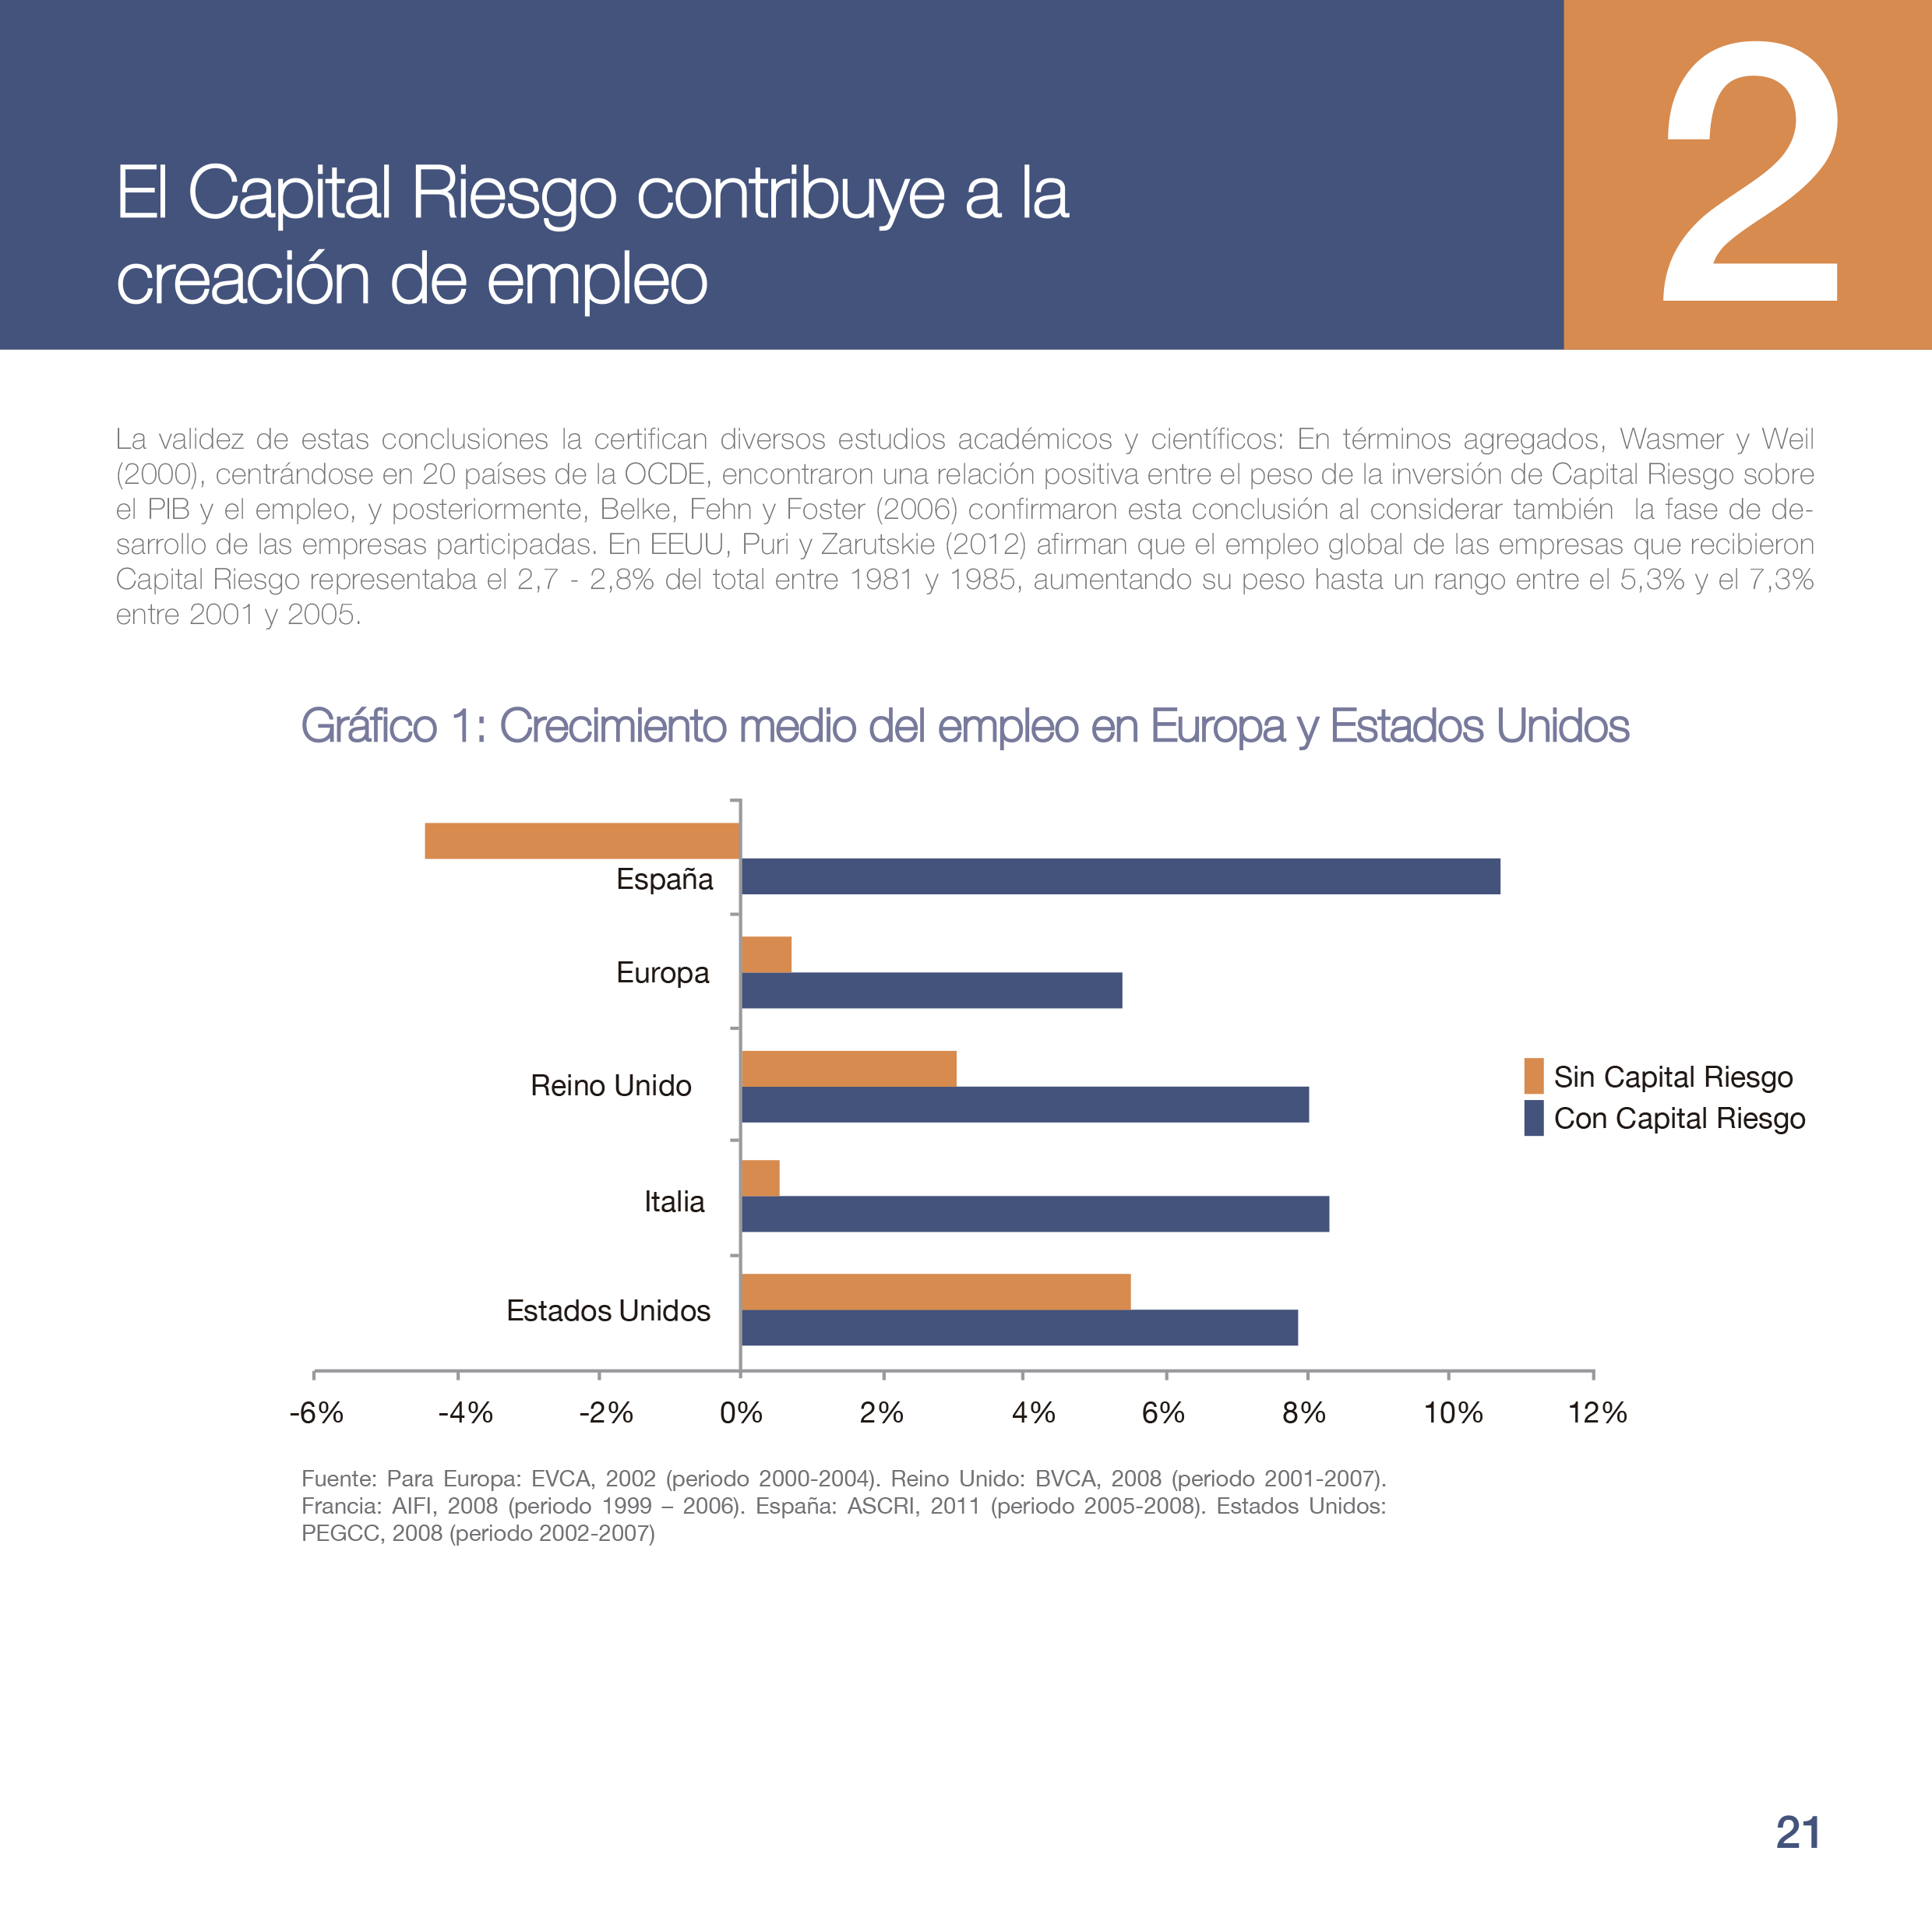 El Capital Riesgo contribuye a la
creación de empleo
2
La validez de estas conclusiones la certifican diversos estudios académicos y científicos: En términos agregados, Wasmer y Weil
(2000), centrándose en 20 países de la OCDE, encontraron una relación positiva entre el peso de la inversión de Capital Riesgo sobre
el PIB y el empleo, y posteriormente, Belke, Fehn y Foster (2006) confirmaron esta conclusión al considerar también  la fase de de-
sarrollo de las empresas participadas. En EEUU, Puri y Zarutskie (2012) afirman que el empleo global de las empresas que recibieron
Capital Riesgo representaba el 2,7 - 2,8% del total entre 1981 y 1985, aumentando su peso hasta un rango entre el 5,3% y el 7,3%
entre 2001 y 2005.
Gráfico 1: Crecimiento medio del empleo en Europa y Estados Unidos
España
Europa
Reino Unido
Italia
Estados Unidos
Sin Capital Riesgo
Con Capital Riesgo
-6% -4% -2% 0% 2% 4% 6% 8% 10% 12%
Fuente: Para Europa: EVCA, 2002 (periodo 2000-2004). Reino Unido: BVCA, 2008 (periodo 2001-2007).
Francia: AIFI, 2008 (periodo 1999 – 2006). España: ASCRI, 2011 (periodo 2005-2008). Estados Unidos:
PEGCC, 2008 (periodo 2002-2007)
21